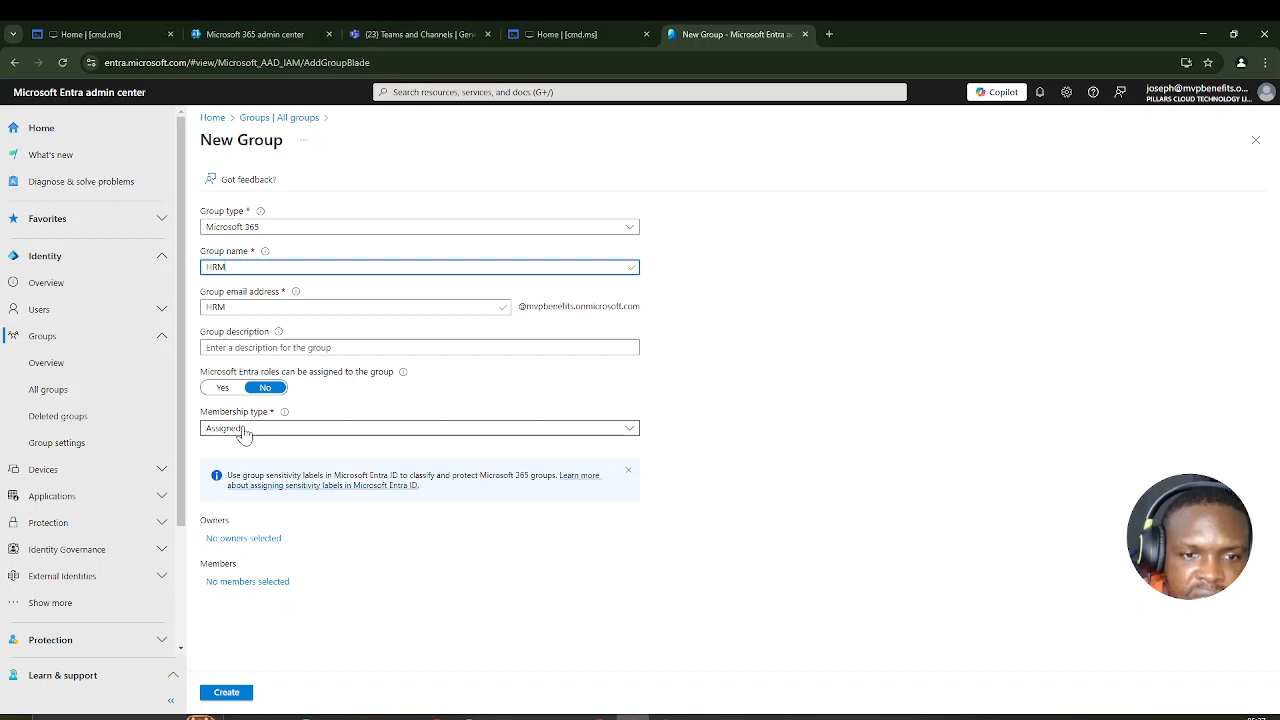 Home | [cmd.ms]
Microsoft 365 admin center
(23) Teams and Channels | Gen
Home | [cmd.ms]
New Group - Microsoft Entra a
entra.microsoft.com/#view/Microsoft_AAD_IAM/AddGroupBlade
Microsoft Entra admin center
Search resources, services, and docs (G+/)
Copilot
joseph@mvpbenefits.o...
PILLARS CLOUD TECHNOLOGY LI...
Home
What's new
Diagnose & solve problems
Favorites
Identity
Overview
Users
Groups
Overview
All groups
Deleted groups
Group settings
Devices
Applications
Protection
Identity Governance
External Identities
Show more
Protection
Learn & support
Home > Groups | All groups >
New Group
Got feedback?
Group type *
Microsoft 365
Group name *
HRM
Group email address *
HRM
@mvpbenefits.onmicrosoft.com
Group description
Enter a description for the group
Microsoft Entra roles can be assigned to the group
Yes No
Membership type *
Assigned
Use group sensitivity labels in Microsoft Entra ID to classify and protect Microsoft 365 groups. Learn more
about assigning sensitivity labels in Microsoft Entra ID.
Owners
No owners selected
Members
No members selected
Create